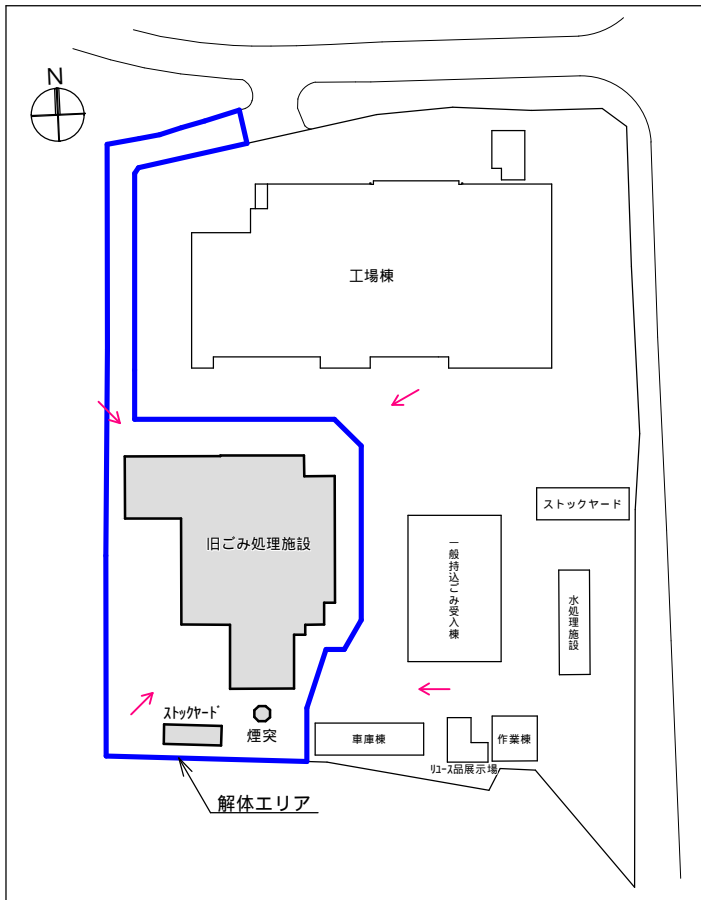 N
工場棟
ストックヤード
旧ごみ処理施設
一般持込ごみ受入棟
水処理施設
ｽﾄｯｸﾔｰﾄﾞ
煙突
車庫棟
作業棟
ﾘﾕｰｽ品展示場
解体エリア